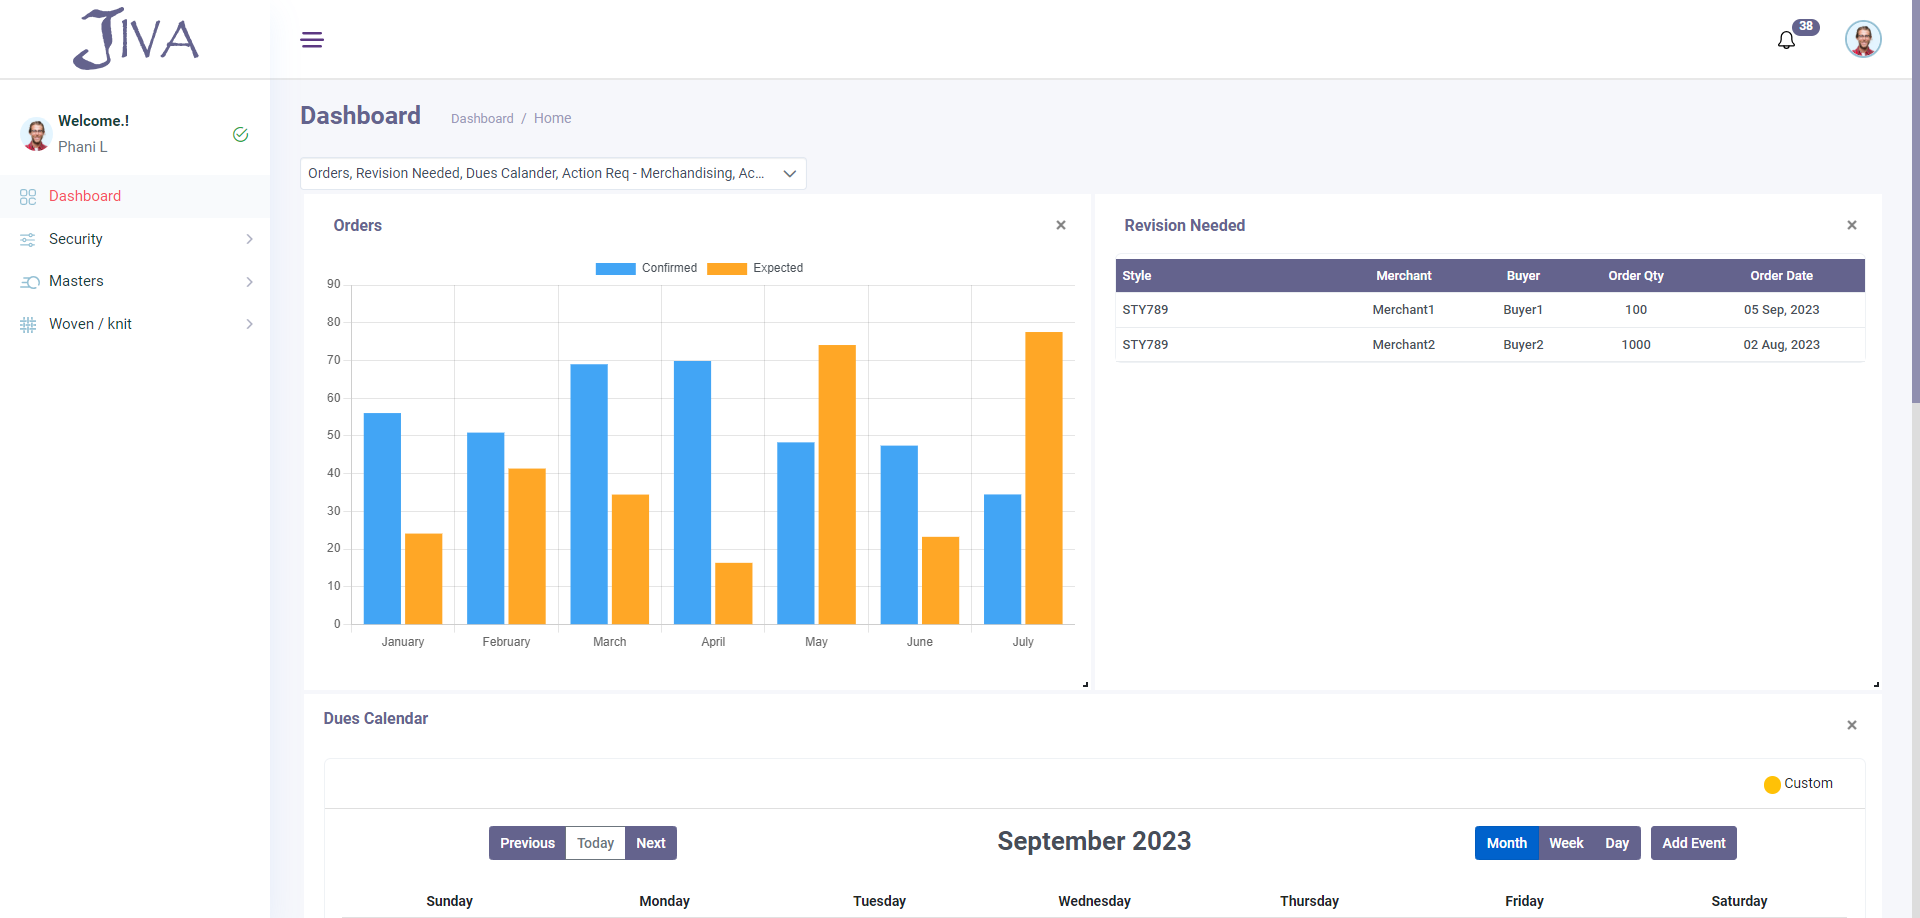 JIVA
38
Welcome.!
Phani L
Dashboard
Security
Masters
Woven / knit
Dashboard
Dashboard / Home
Orders, Revision Needed, Dues Calander, Action Req - Merchandising, Ac...
Orders
×
Confirmed Expected
90
80
70
60
50
40
30
20
10
0
January February March April May June July
Revision Needed
×
Style Merchant Buyer Order Qty Order Date
STY789 Merchant1 Buyer1 100 05 Sep, 2023
STY789 Merchant2 Buyer2 1000 02 Aug, 2023
Dues Calendar
×
Custom
Previous Today Next
September 2023
Month Week Day Add Event
Sunday Monday Tuesday Wednesday Thursday Friday Saturday